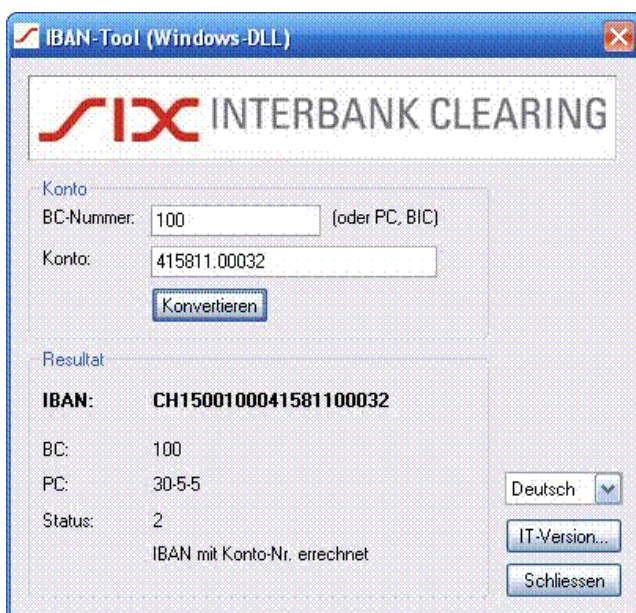 IBAN-Tool (Windows-DLL)
SIX INTERBANK CLEARING
Konto
BC-Nummer: 100 (oder PC, BIC)
Konto: 415811.00032
Konvertieren
Resultat
IBAN: CH1500100041581100032
BC: 100
PC: 30-5-5
Deutsch
Status: 2
IT-Version...
IBAN mit Konto-Nr. errechnet
Schliessen